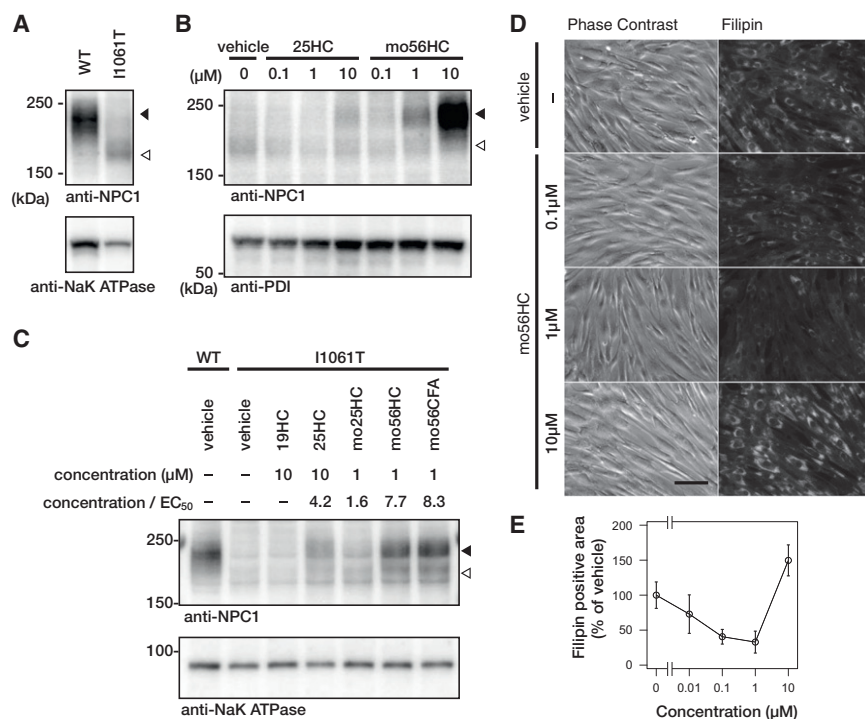 A
WT
I1061T
250
150
(kDa)
anti-NPC1
anti-NaK ATPase
B
vehicle 25HC mo56HC
(μM) 0 0.1 1 10 0.1 1 10
250
150
anti-NPC1
50
(kDa)
anti-PDI
C
WT I1061T
vehicle vehicle 19HC 25HC mo25HC mo56HC mo56CFA
concentration (μM) – – 10 10 1 1 1
concentration / EC₅₀ – – – 4.2 1.6 7.7 8.3
250
150
anti-NPC1
100
anti-NaK ATPase
D
Phase Contrast Filipin
vehicle
–
mo56HC
0.1μM
1μM
10μM
E
Filipin positive area
(% of vehicle)
200
150
100
50
0
0 0.01 0.1 1 10
Concentration (μM)